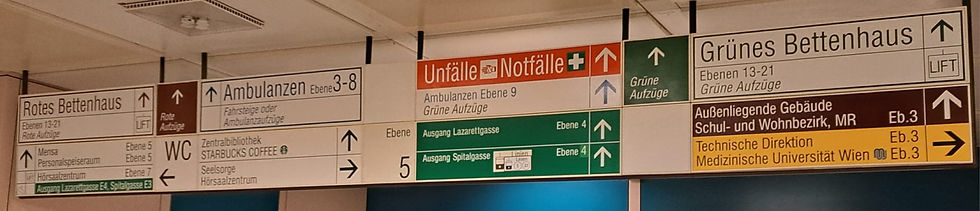 Rotes Bettenhaus
Ebenen 13-21
Rote Aufzüge
LIFT
Rote
Aufzüge
Ambulanzen Ebene 3-8
Fahrsteige oder
Ambulanzaufzüge
Mensa Ebene 5
Personalspeiseraum Ebene 5
Hörsaalzentrum Ebene 7
Ausgang Lazarettgasse E4, Spitalgasse E3
WC
Zentralbibliothek
STARBUCKS COFFEE
Seelsorge
Hörsaalzentrum
Ebene
5
Unfälle Notfälle
Ambulanzen Ebene 9
Grüne Aufzüge
Ausgang Lazarettgasse Ebene 4
Ausgang Spitalgasse Ebene 4
Linien
Grüne
Aufzüge
Grünes Bettenhaus
Ebenen 13-21
Grüne Aufzüge
LIFT
Außenliegende Gebäude
Schul- und Wohnbezirk, MR Eb.3
Technische Direktion
Medizinische Universität Wien Eb.3